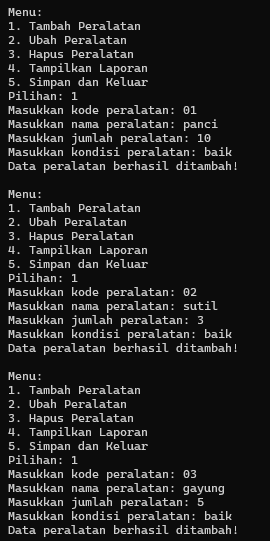 Menu:
1. Tambah Peralatan
2. Ubah Peralatan
3. Hapus Peralatan
4. Tampilkan Laporan
5. Simpan dan Keluar
Pilihan: 1
Masukkan kode peralatan: 01
Masukkan nama peralatan: panci
Masukkan jumlah peralatan: 10
Masukkan kondisi peralatan: baik
Data peralatan berhasil ditambah!

Menu:
1. Tambah Peralatan
2. Ubah Peralatan
3. Hapus Peralatan
4. Tampilkan Laporan
5. Simpan dan Keluar
Pilihan: 1
Masukkan kode peralatan: 02
Masukkan nama peralatan: sutil
Masukkan jumlah peralatan: 3
Masukkan kondisi peralatan: baik
Data peralatan berhasil ditambah!

Menu:
1. Tambah Peralatan
2. Ubah Peralatan
3. Hapus Peralatan
4. Tampilkan Laporan
5. Simpan dan Keluar
Pilihan: 1
Masukkan kode peralatan: 03
Masukkan nama peralatan: gayung
Masukkan jumlah peralatan: 5
Masukkan kondisi peralatan: baik
Data peralatan berhasil ditambah!